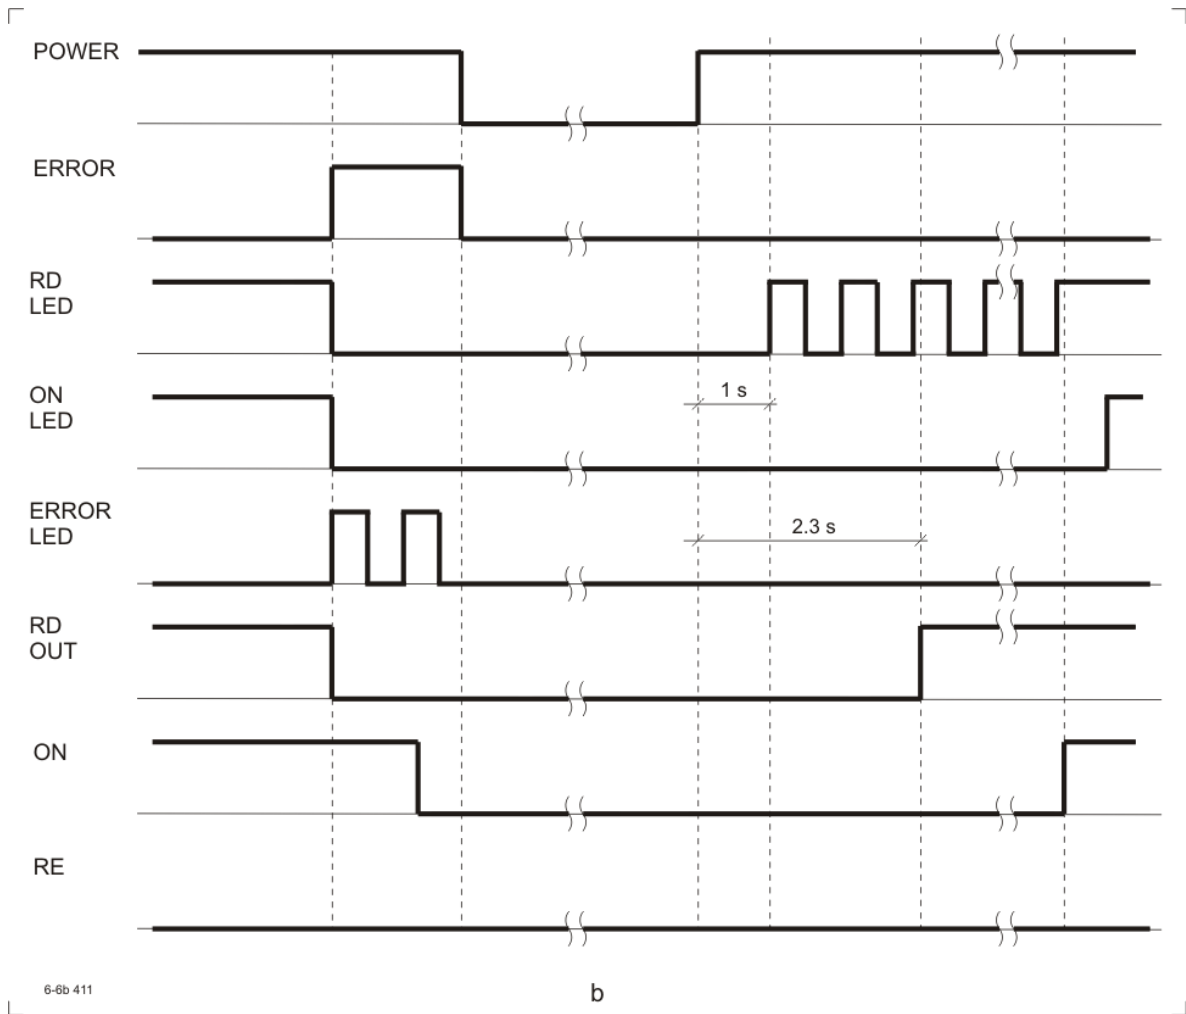 POWER
ERROR
RD
LED
ON
LED
1 s
ERROR
LED
2.3 s
RD
OUT
ON
RE
6-6b 411
b